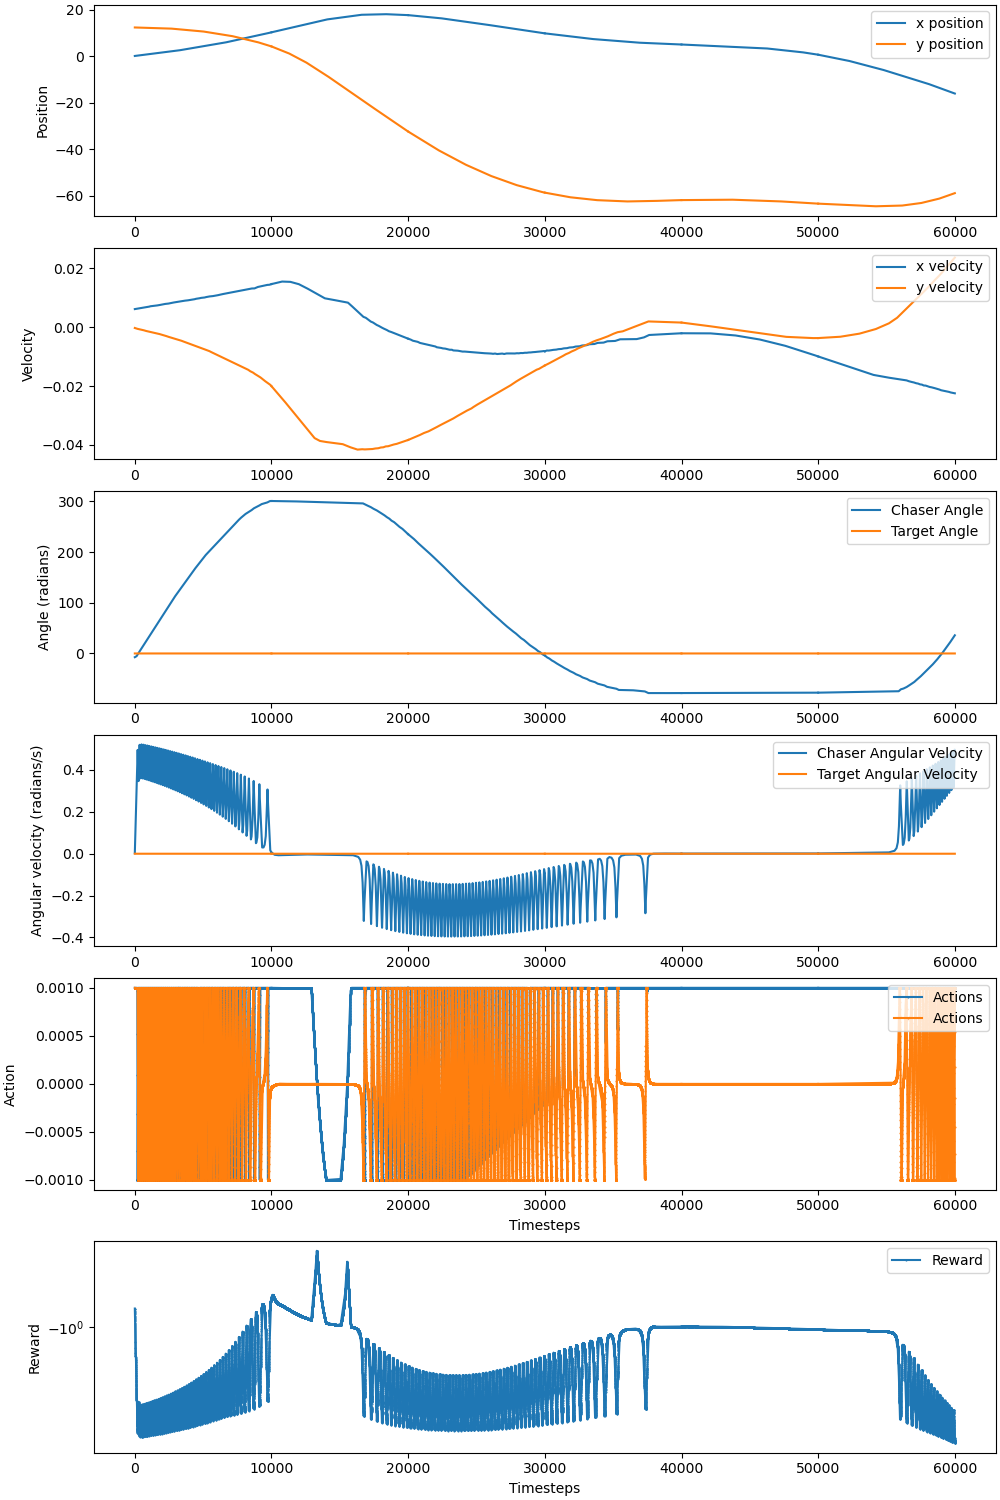 20
0
−20
−40
−60
Position
x position
y position
0 10000 20000 30000 40000 50000 60000
0.02
0.00
−0.02
−0.04
Velocity
x velocity
y velocity
0 10000 20000 30000 40000 50000 60000
300
200
100
0
Angle (radians)
Chaser Angle
Target Angle
0 10000 20000 30000 40000 50000 60000
0.4
0.2
0.0
−0.2
−0.4
Angular velocity (radians/s)
Chaser Angular Velocity
Target Angular Velocity
0 10000 20000 30000 40000 50000 60000
0.0010
0.0005
0.0000
−0.0005
−0.0010
Action
Actions
Actions
0 10000 20000 30000 40000 50000 60000
Timesteps
−10⁰
Reward
Reward
0 10000 20000 30000 40000 50000 60000
Timesteps